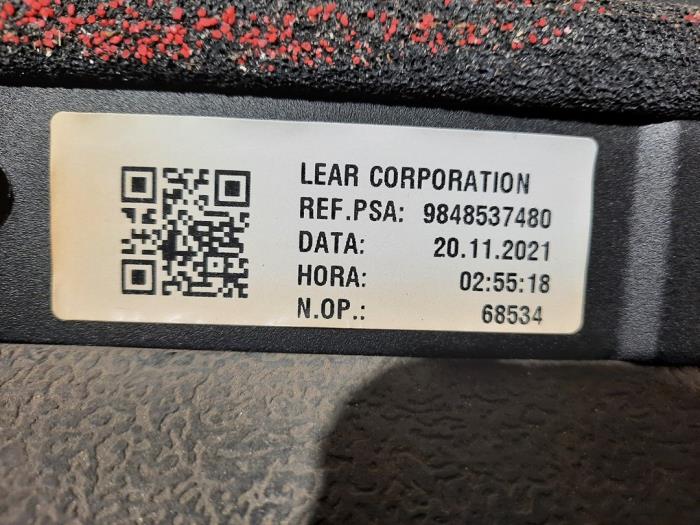 LEAR CORPORATION
REF.PSA: 9848537480
DATA: 20.11.2021
HORA: 02:55:18
N.OP.: 68534